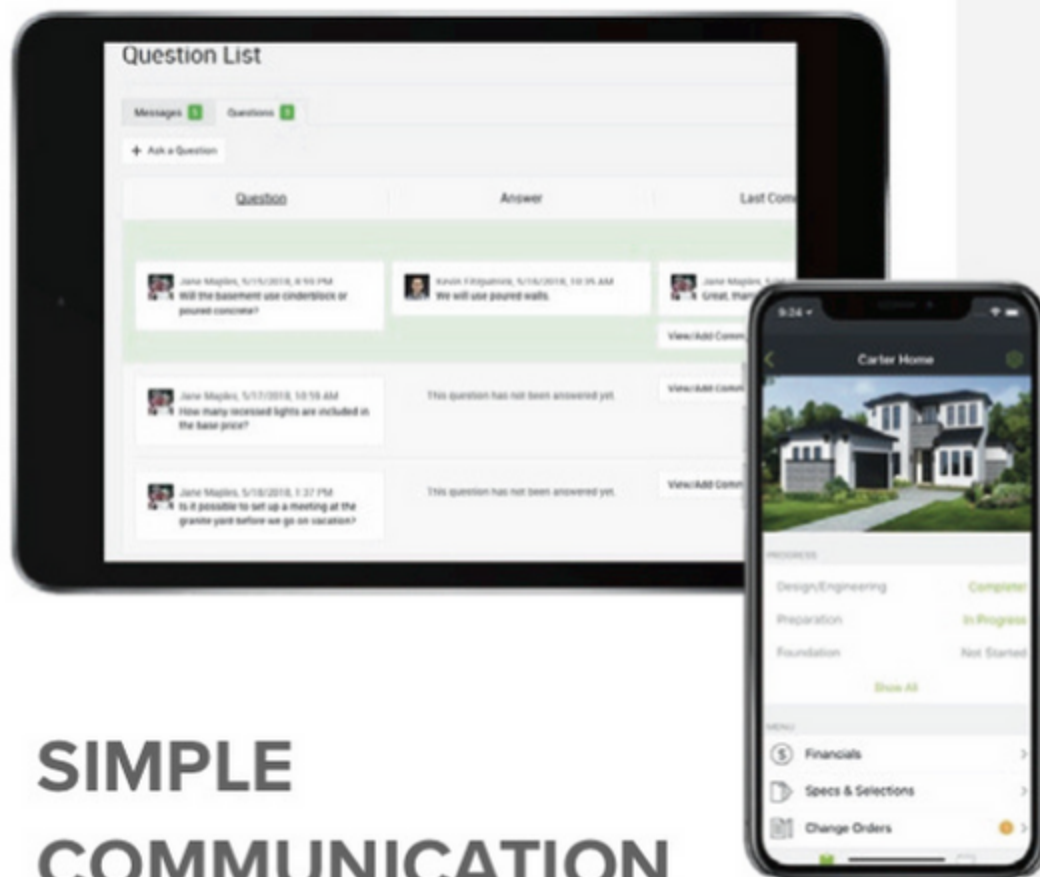 Question List
Messages
Questions
+ Ask a Question
Question
Answer
Last Com
Jane Maples, 5/15/2018, 8:59 PM
Will the basement use cinderblock or
poured concrete?
Kevin Fitzpatrick, 5/16/2018, 10:35 AM
We will use poured walls.
Jane Maples,
Great, than
View/Add Comm
Jane Maples, 5/17/2018, 10:59 AM
How many recessed lights are included in
the base price?
This question has not been answered yet.
View/Add Comm
Jane Maples, 5/18/2018, 1:37 PM
Is it possible to set up a meeting at the
granite yard before we go on vacation?
This question has not been answered yet.
View/Add Comm
9:24
Carter Home
PROGRESS
Design/Engineering
Complete!
Preparation
In Progress
Foundation
Not Started
Show All
MENU
$ Financials
Specs & Selections
Change Orders
SIMPLE
COMMUNICATION